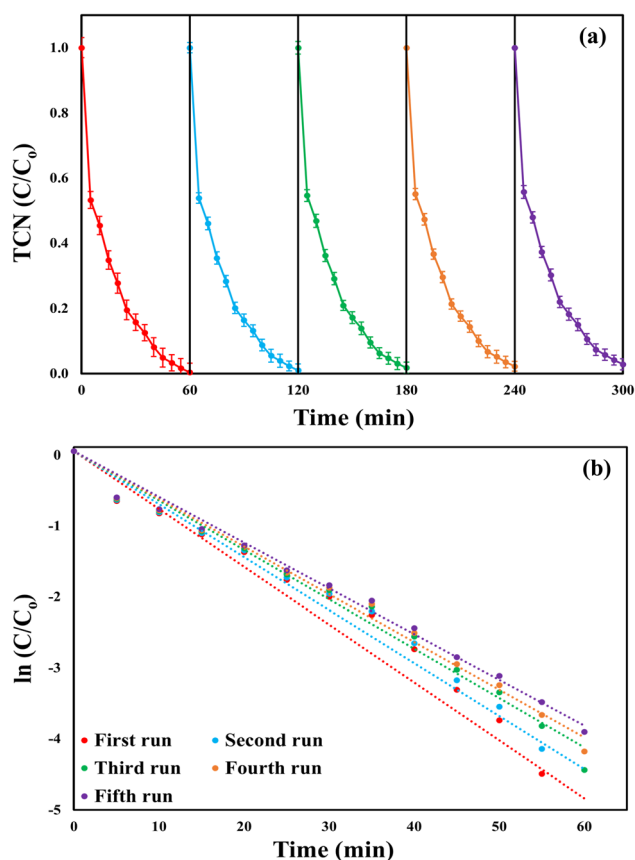 (a)
TCN (C/C₀)
1.0
0.8
0.6
0.4
0.2
0.0
0 60 120 180 240 300
Time (min)
(b)
ln (C/C₀)
0
-1
-2
-3
-4
-5
First run
Second run
Third run
Fourth run
Fifth run
0 10 20 30 40 50 60
Time (min)